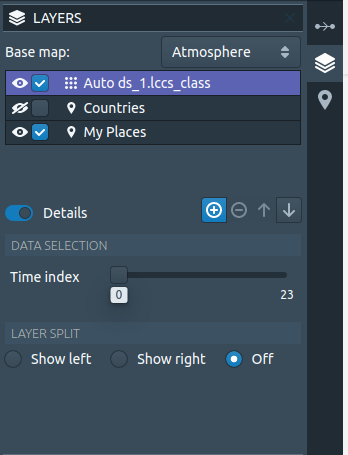 LAYERS
Base map: Atmosphere
Auto ds_1.lccs_class
Countries
My Places
Details
DATA SELECTION
Time index
0 23
LAYER SPLIT
Show left Show right Off